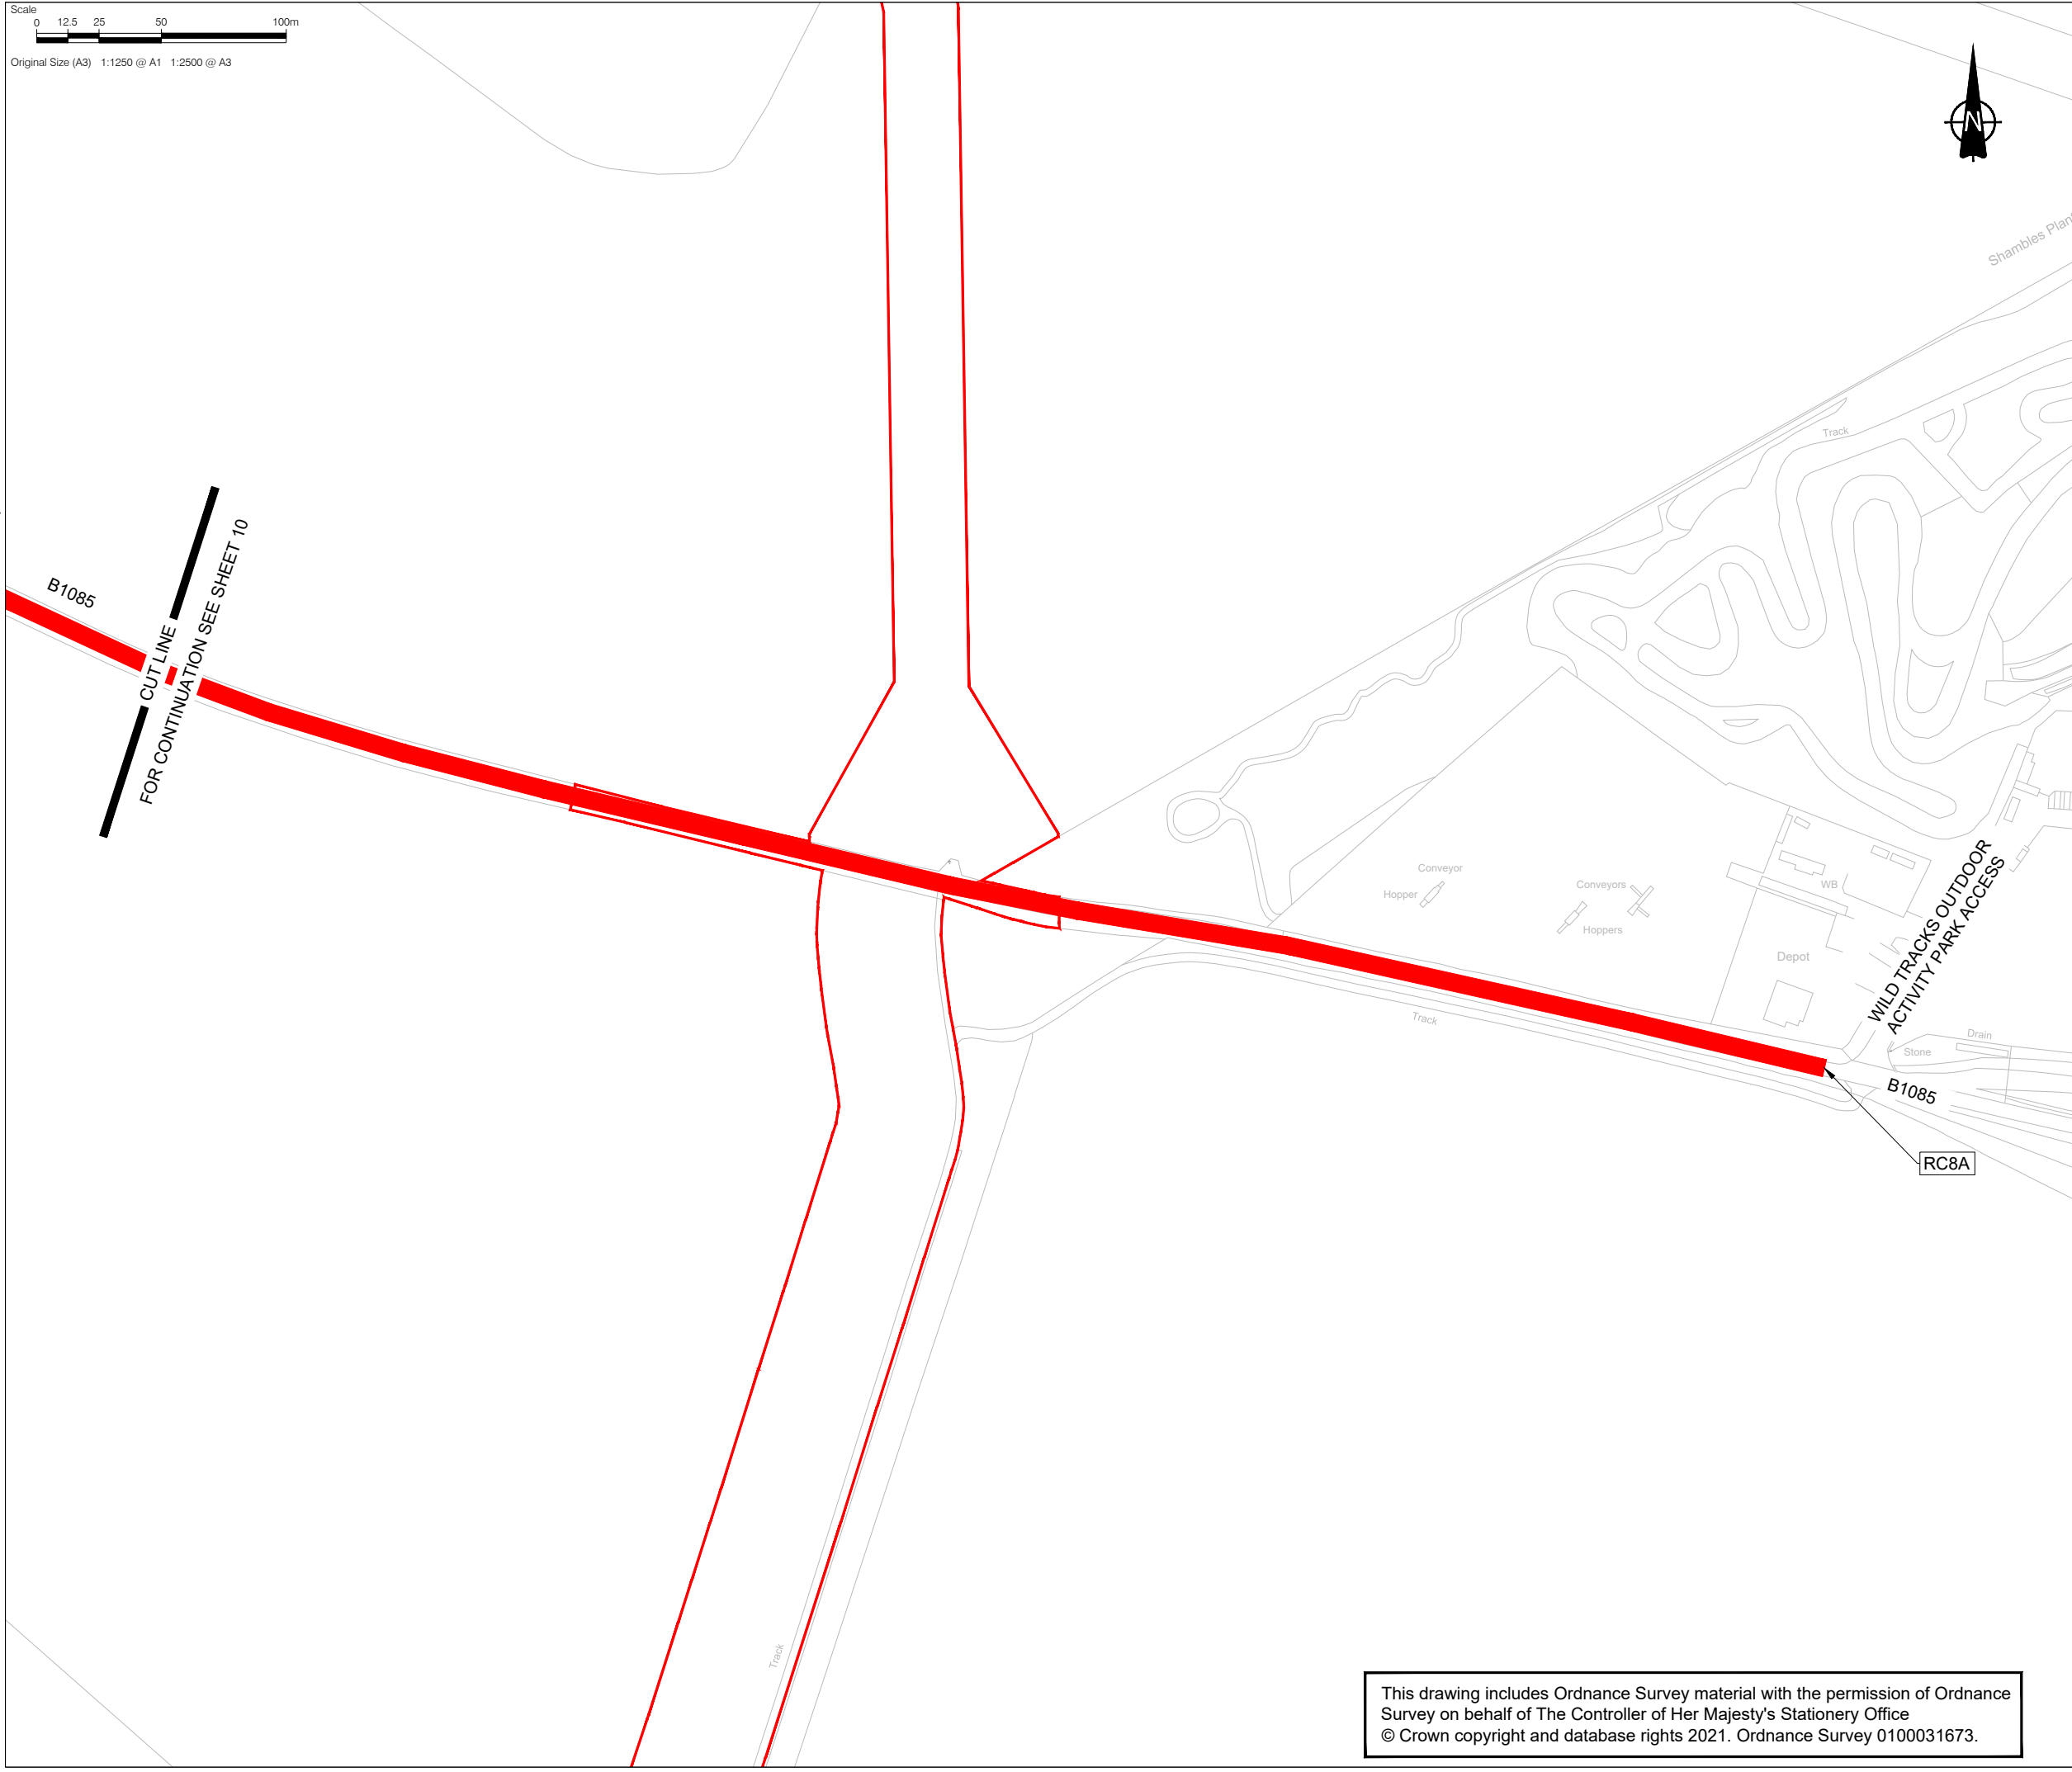 Scale
0 12.5 25 50 100m
Original Size (A3) 1:1250 @ A1 1:2500 @ A3
N
Shambles
Track
B1085
CUT LINE
FOR CONTINUATION SEE SHEET 10
Conveyor
Hopper
Conveyors
Hoppers
WB
Depot
WILD TRACKS OUTDOOR
ACTIVITY PARK ACCESS
Track
Drain
Stone
B1085
RC8A
Track
This drawing includes Ordnance Survey material with the permission of Ordnance
Survey on behalf of The Controller of Her Majesty's Stationery Office
© Crown copyright and database rights 2021. Ordnance Survey 0100031673.